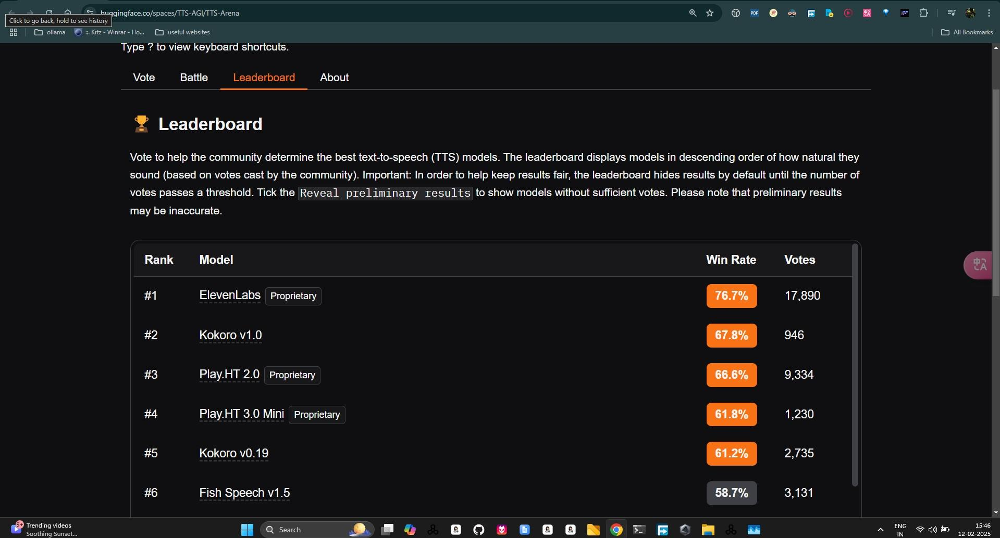 huggingface.co/spaces/TTS-AGI/TTS-Arena
Click to go back, hold to see history
ollama
::. Kitz - Winrar - Ho...
useful websites
All Bookmarks
Type ? to view keyboard shortcuts.
Vote Battle Leaderboard About
🏆 Leaderboard
Vote to help the community determine the best text-to-speech (TTS) models. The leaderboard displays models in descending order of how natural they
sound (based on votes cast by the community). Important: In order to help keep results fair, the leaderboard hides results by default until the number of
votes passes a threshold. Tick the Reveal preliminary results to show models without sufficient votes. Please note that preliminary results
may be inaccurate.
Rank Model Win Rate Votes
#1 ElevenLabs Proprietary 76.7% 17,890
#2 Kokoro v1.0 67.8% 946
#3 Play.HT 2.0 Proprietary 66.6% 9,334
#4 Play.HT 3.0 Mini Proprietary 61.8% 1,230
#5 Kokoro v0.19 61.2% 2,735
#6 Fish Speech v1.5 58.7% 3,131
中A
9+
Trending videos
Soothing Sunset...
Search
ENG
IN
15:46
12-02-2025